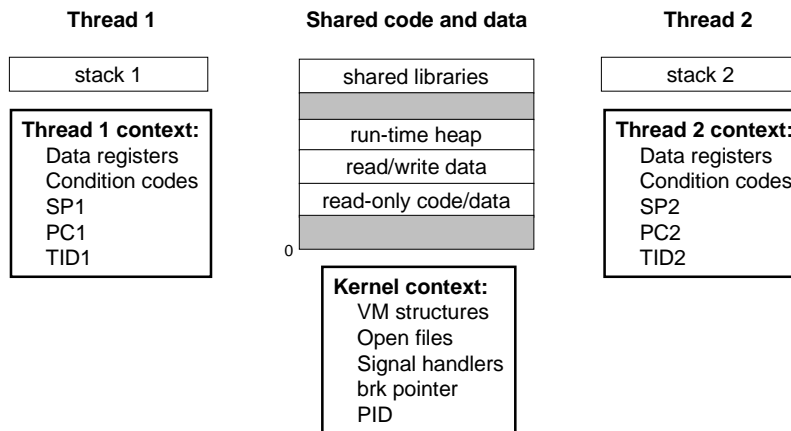 Thread 1
stack 1
Thread 1 context:
Data registers
Condition codes
SP1
PC1
TID1
Shared code and data
shared libraries
run-time heap
read/write data
read-only code/data
0
Kernel context:
VM structures
Open files
Signal handlers
brk pointer
PID
Thread 2
stack 2
Thread 2 context:
Data registers
Condition codes
SP2
PC2
TID2